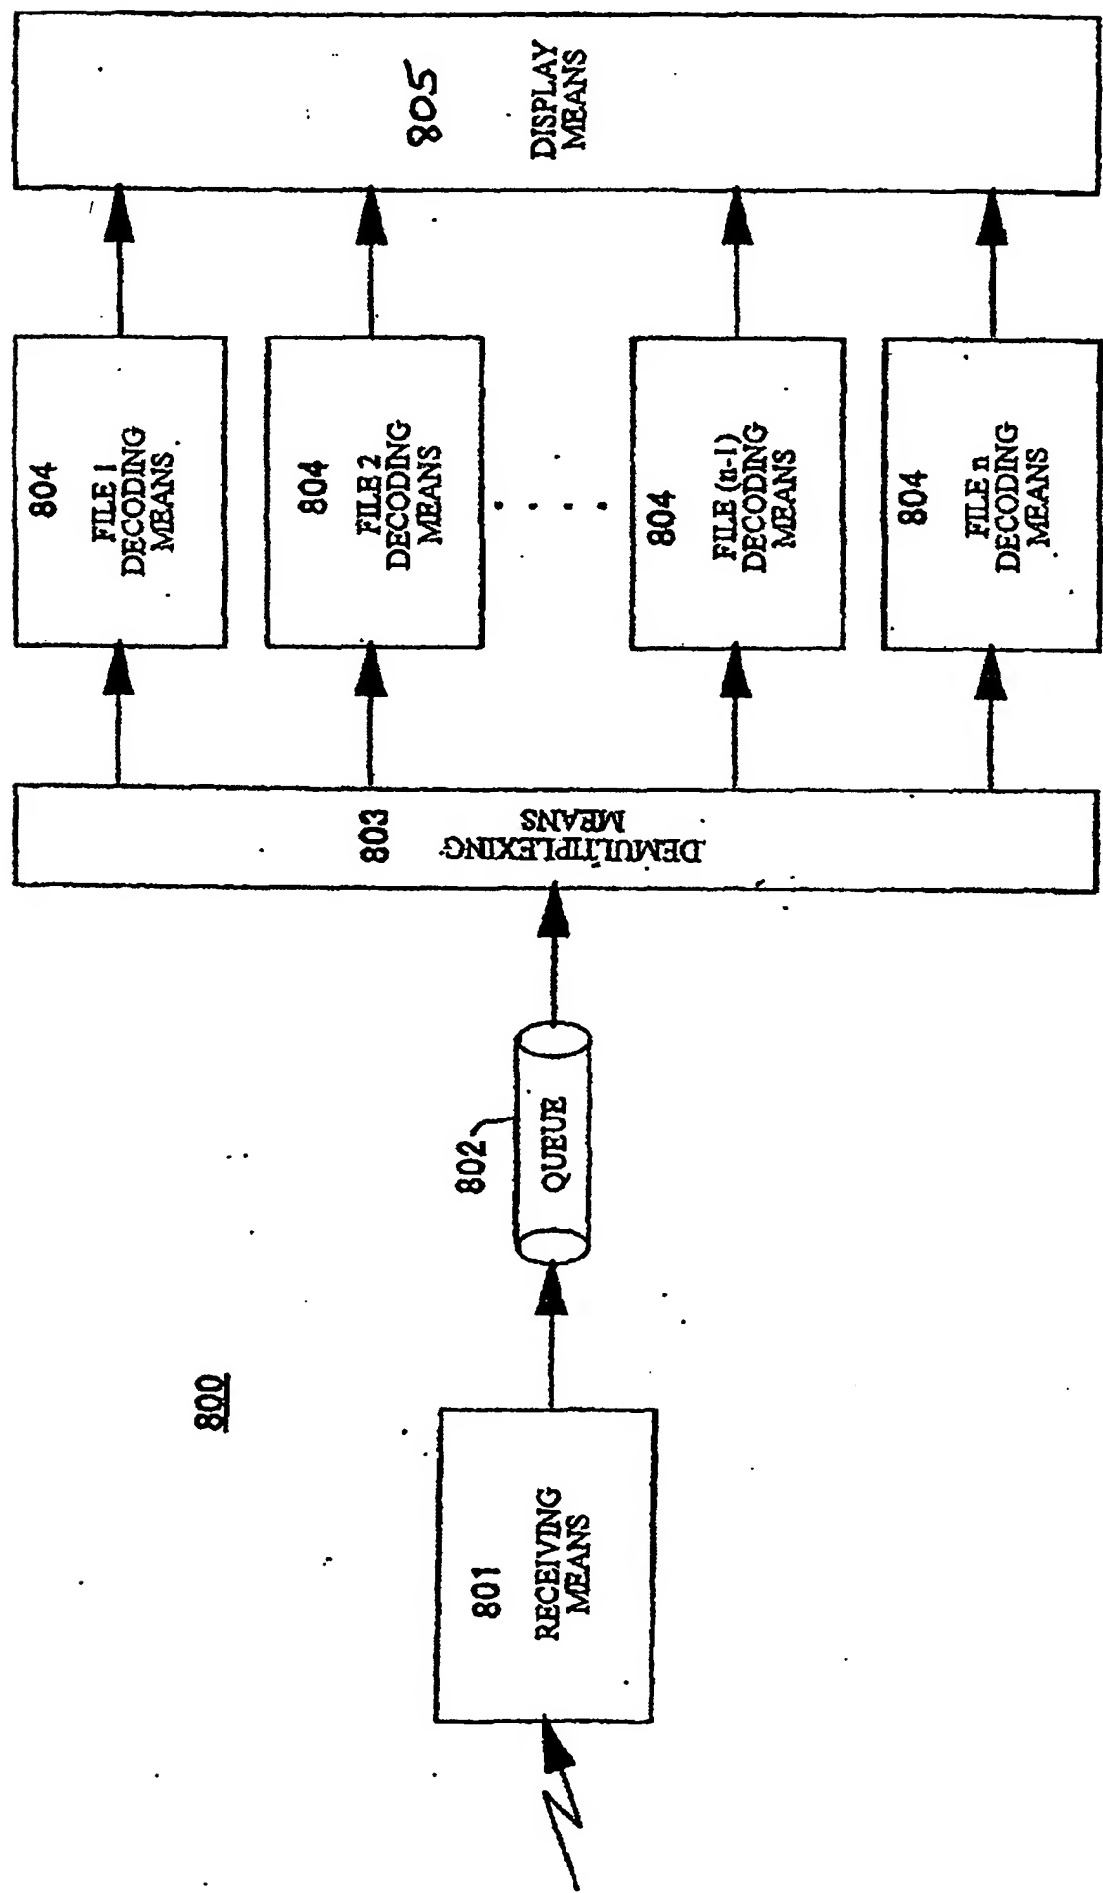 800
801
RECEIVING
MEANS
802
QUEUE
803
DEMULTIPLEXING
MEANS
804
FILE 1
DECODING
MEANS
804
FILE 2
DECODING
MEANS
804
FILE (n-1)
DECODING
MEANS
804
FILE n
DECODING
MEANS
805
DISPLAY
MEANS